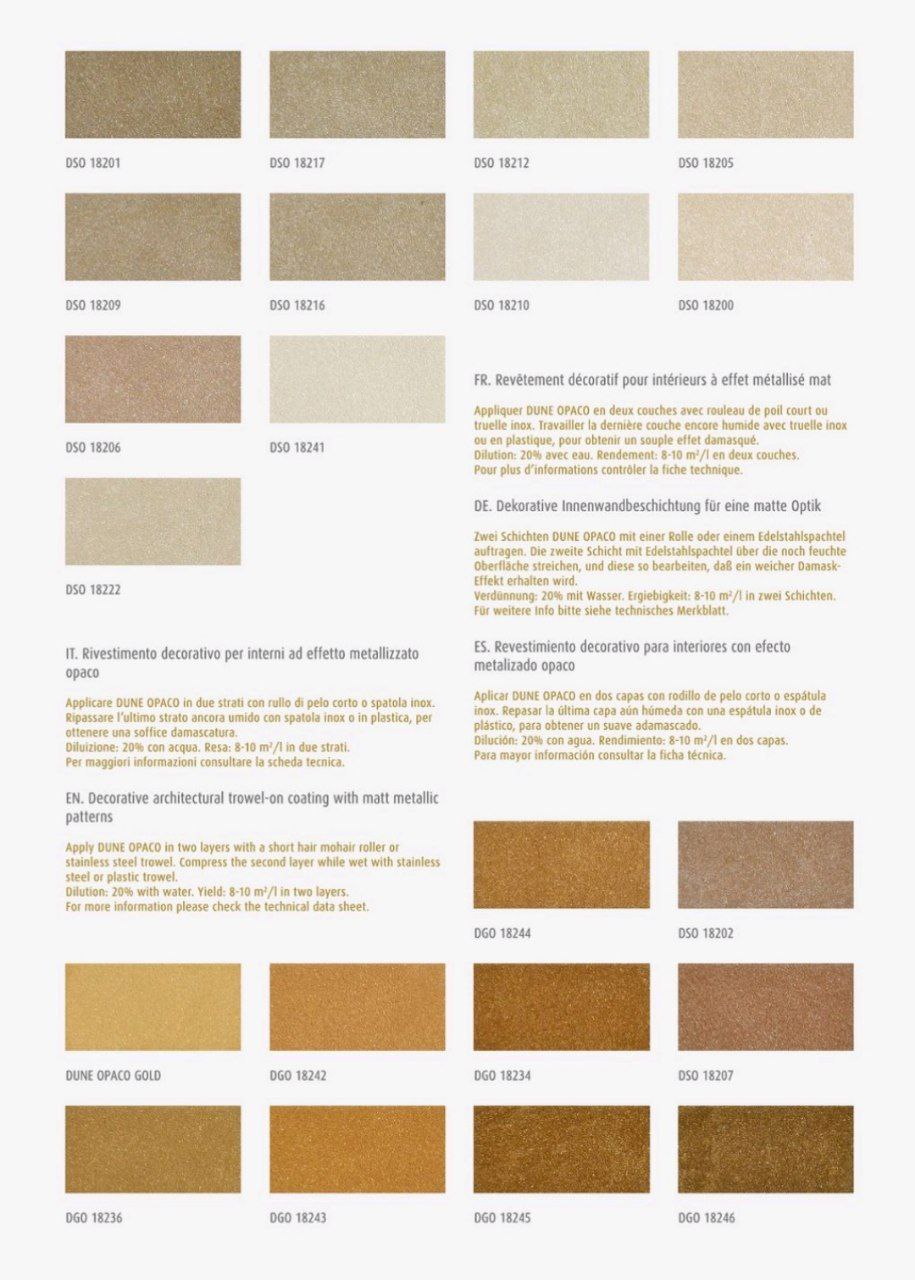 DSO 18201
DSO 18217
DSO 18212
DSO 18205
DSO 18209
DSO 18216
DSO 18210
DSO 18200
DSO 18206
DSO 18241
DSO 18222
FR. Revêtement décoratif pour intérieurs à effet métallisé mat
Appliquer DUNE OPACO en deux couches avec rouleau de poil court ou
truelle inox. Travailler la dernière couche encore humide avec truelle inox
ou en plastique, pour obtenir un souple effet damasqué.
Dilution: 20% avec eau. Rendement: 8-10 m²/l en deux couches.
Pour plus d'informations contrôler la fiche technique.
DE. Dekorative Innenwandbeschichtung für eine matte Optik
Zwei Schichten DUNE OPACO mit einer Rolle oder einem Edelstahlspachtel
auftragen. Die zweite Schicht mit Edelstahlspachtel über die noch feuchte
Oberfläche streichen, und diese so bearbeiten, daß ein weicher Damask-
Effekt erhalten wird.
Verdünnung: 20% mit Wasser. Ergiebigkeit: 8-10 m²/l in zwei Schichten.
Für weitere Info bitte siehe technisches Merkblatt.
IT. Rivestimento decorativo per interni ad effetto metallizzato
opaco
Applicare DUNE OPACO in due strati con rullo di pelo corto o spatola inox.
Ripassare l'ultimo strato ancora umido con spatola inox o in plastica, per
ottenere una soffice damascatura.
Diluizione: 20% con acqua. Resa: 8-10 m²/l in due strati.
Per maggiori informazioni consultare la scheda tecnica.
EN. Decorative architectural trowel-on coating with matt metallic
patterns
Apply DUNE OPACO in two layers with a short hair mohair roller or
stainless steel trowel. Compress the second layer while wet with stainless
steel or plastic trowel.
Dilution: 20% with water. Yield: 8-10 m²/l in two layers.
For more information please check the technical data sheet.
ES. Revestimiento decorativo para interiores con efecto
metalizado opaco
Aplicar DUNE OPACO en dos capas con rodillo de pelo corto o espátula
inox. Repasar la última capa aún húmeda con una espátula inox o de
plástico, para obtener un suave adamascado.
Dilución: 20% con agua. Rendimiento: 8-10 m²/l en dos capas.
Para mayor información consultar la ficha técnica.
DGO 18244
DSO 18202
DUNE OPACO GOLD
DGO 18242
DGO 18234
DSO 18207
DGO 18236
DGO 18243
DGO 18245
DGO 18246